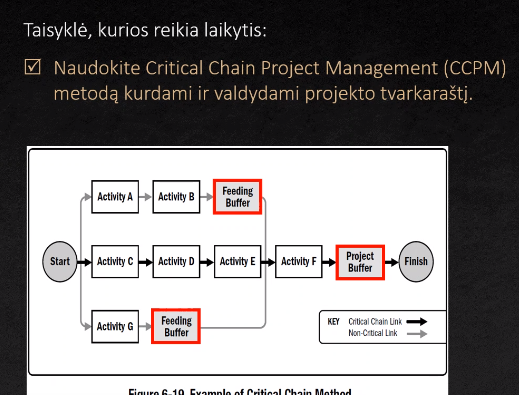 Taisyklė, kurios reikia laikytis:
Naudokite Critical Chain Project Management (CCPM)
metodą kurdami ir valdydami projekto tvarkaraštį.
Activity A
Activity B
Feeding
Buffer
Start
Activity C
Activity D
Activity E
Activity F
Project
Buffer
Finish
Activity G
Feeding
Buffer
KEY
Critical Chain Link
Non-Critical Link
Figure 6-19. Example of Critical Chain Method